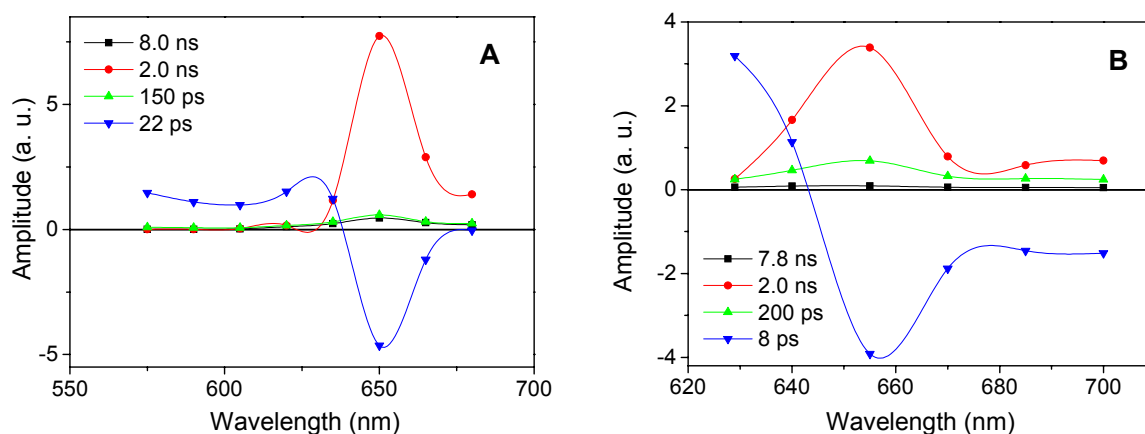 A
8.0 ns
2.0 ns
150 ps
22 ps
5
0
-5
Amplitude (a. u.)
550 600 650 700
Wavelength (nm)
B
4
2
0
-2
-4
Amplitude (a. u.)
7.8 ns
2.0 ns
200 ps
8 ps
620 640 660 680 700
Wavelength (nm)